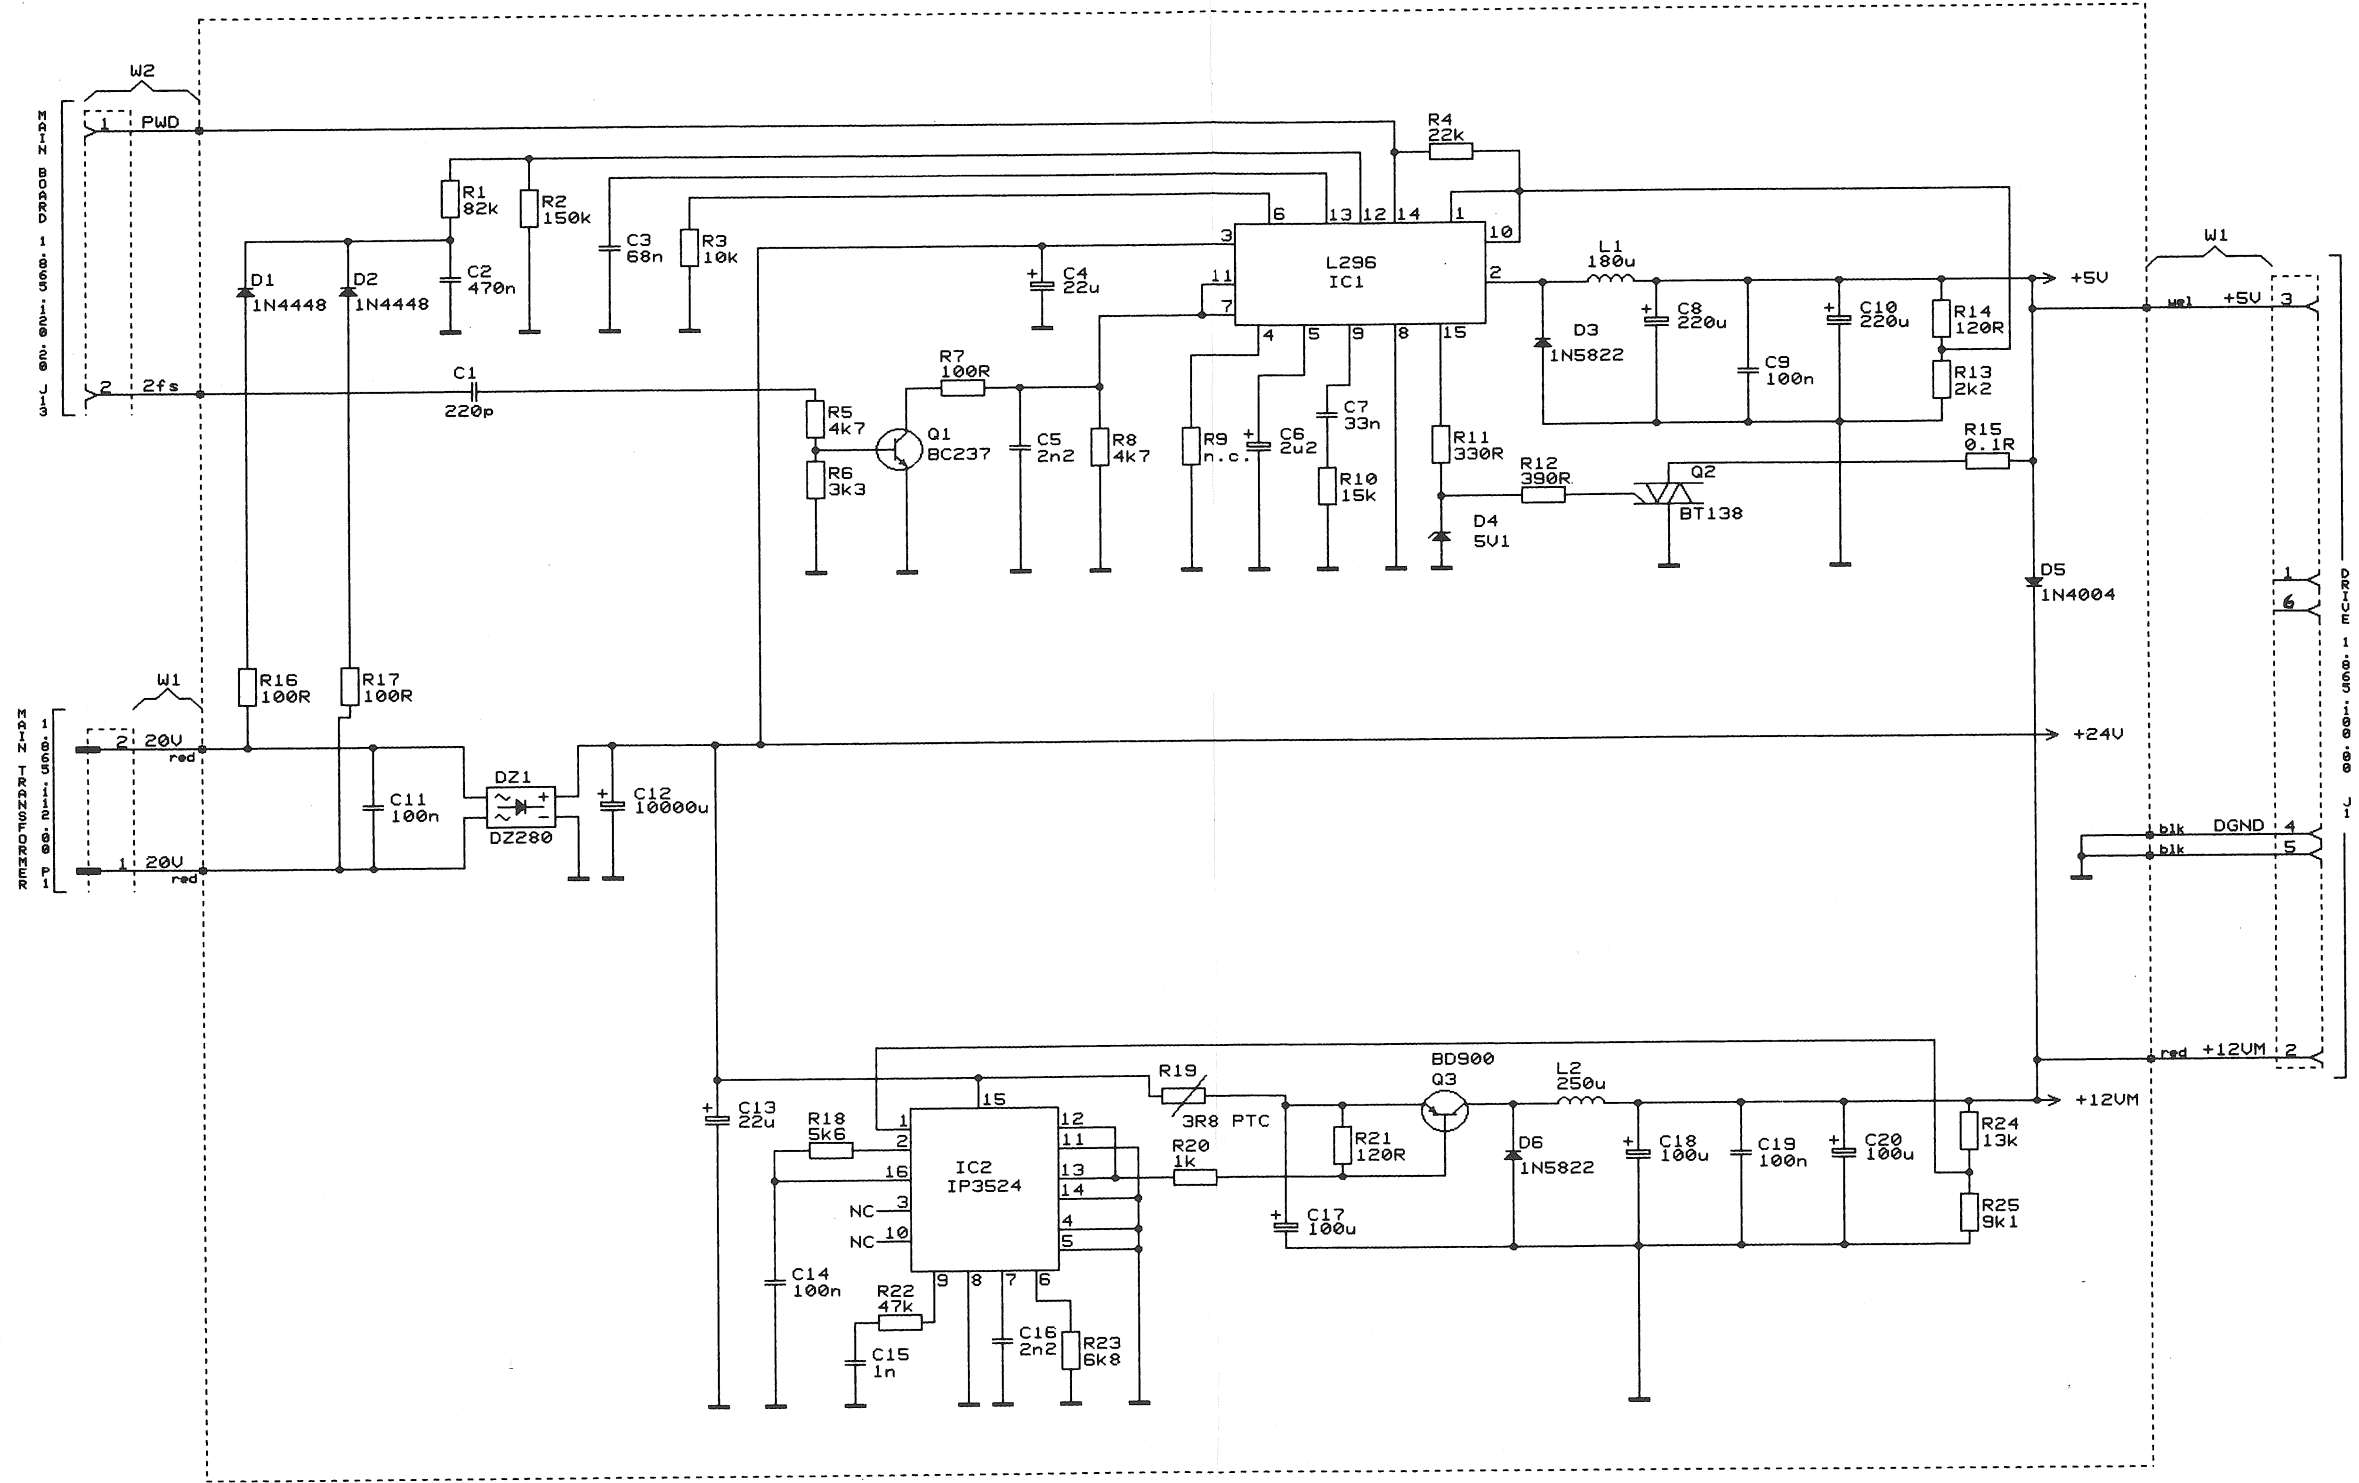 W2
MAIN BOARD 1.865.120.20 J13
1 PWD
R4
22k
R1
82k
R2
150k
C3
68n
R3
10k
6 13 12 14 1
3
11
7
10
2
L296
IC1
4 5 9 8 15
D1
1N4448
D2
1N4448
C2
470n
C4
22u
L1
180u
+5V
W1
yel +5V 3
C8
220u
C10
220u
R14
120R
D3
1N5822
C9
100n
R13
2k2
2 2fs
C1
220p
R7
100R
R5
4k7
R6
3k3
Q1
BC237
C5
2n2
R8
4k7
R9
n.c.
C6
2u2
C7
33n
R10
15k
R11
330R
R12
390R
Q2
BT138
R15
0.1R
D4
5V1
D5
1N4004
1
6
DRIVE 1.865.100.00 J1
R16
100R
R17
100R
W1
MAIN TRANSFORMER
1.865.112.00 P1
2 20V
red
1 20V
red
C11
100n
DZ1
~ +
~ −
DZ280
C12
10000u
+24V
blk DGND 4
blk 5
red +12VM 2
+12VM
R19
3R8 PTC
BD900
Q3
L2
250u
C13
22u
R18
5k6
15
1
2
16
NC 3
NC 10
12
11
13
14
4
5
IC2
IP3524
9 8 7 6
R20
1k
R21
120R
D6
1N5822
C18
100u
C19
100n
C20
100u
R24
13k
R25
9k1
C17
100u
C14
100n
R22
47k
C15
1n
C16
2n2
R23
6k8